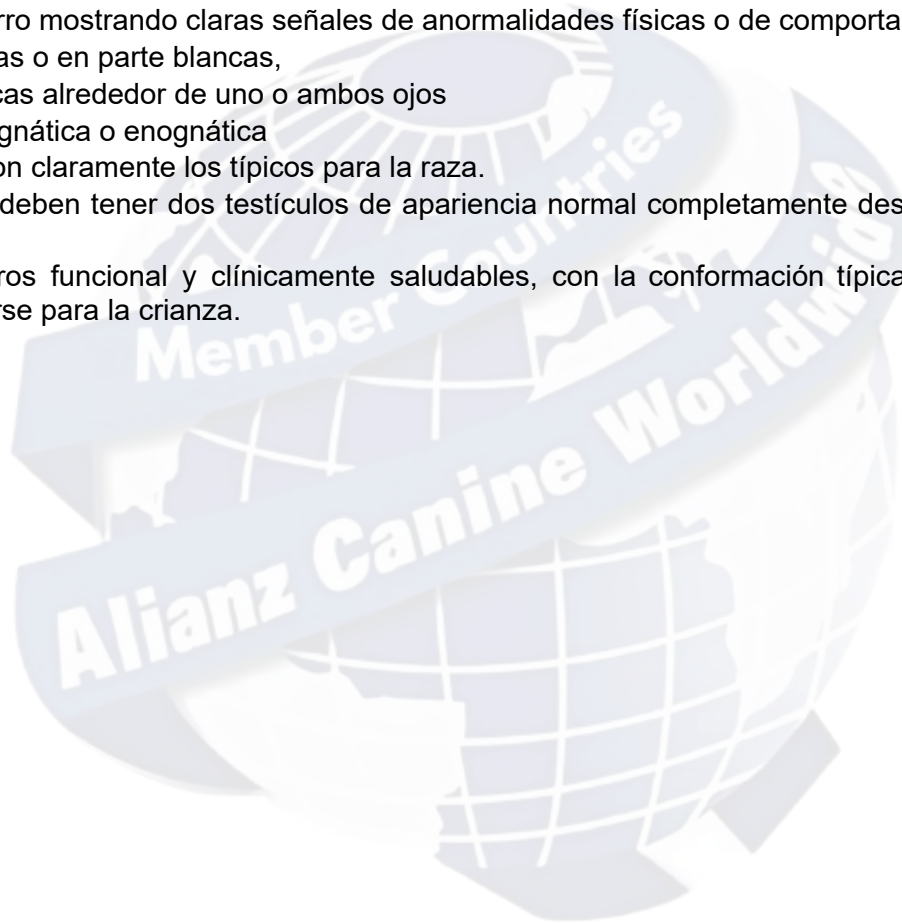 rro mostrando claras señales de anormalidades físicas o de comporta
as o en parte blancas,
cas alrededor de uno o ambos ojos
gnática o enognática
on claramente los típicos para la raza.
deben tener dos testículos de apariencia normal completamente des
ros funcional y clínicamente saludables, con la conformación típica
rse para la crianza.
Member Countries
Alianz Canine Worldwide